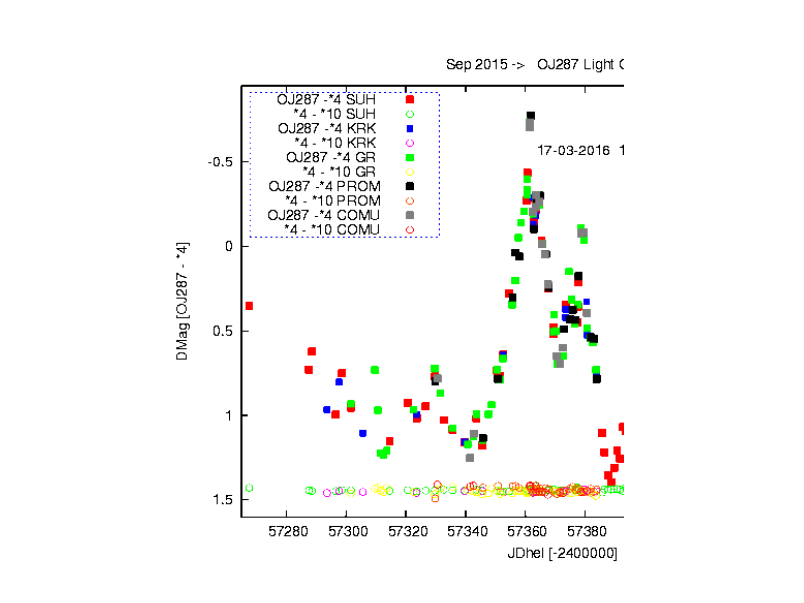 Sep 2015 -> OJ287 Light C
OJ287 -*4 SUH
*4 - *10 SUH
OJ287 -*4 KRK
*4 - *10 KRK
OJ287 -*4 GR
*4 - *10 GR
OJ287 -*4 PROM
*4 - *10 PROM
OJ287 -*4 COMU
*4 - *10 COMU
17-03-2016 1
-0.5
0
0.5
1
1.5
DMag [OJ287 - *4]
57280 57300 57320 57340 57360 57380
JDhel [-2400000]